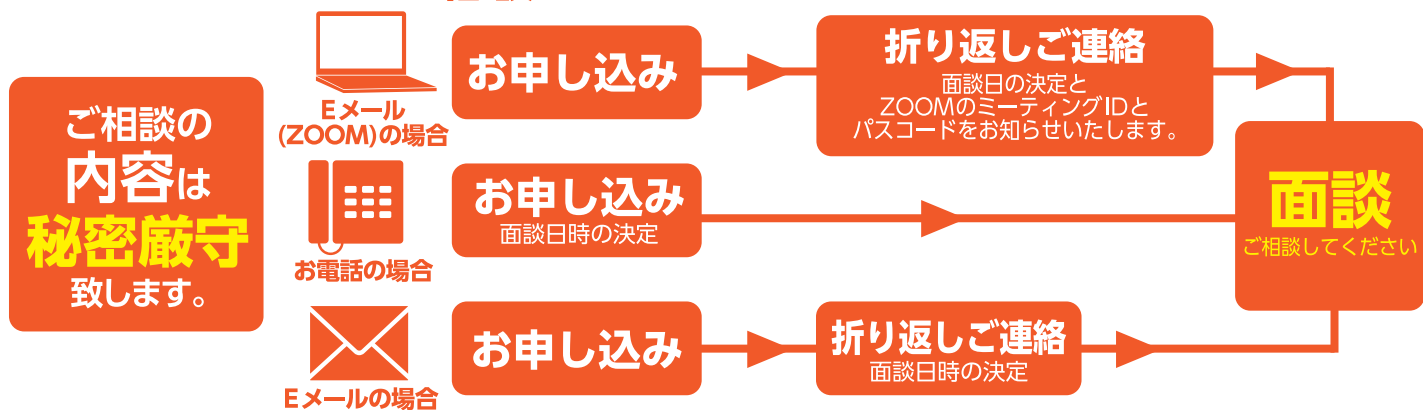 ご相談の
内容は
秘密厳守
致します。
Eメール
(ZOOM)の場合
お申し込み
折り返しご連絡
面談日の決定と
ZOOMのミーティングIDと
パスコードをお知らせいたします。
お電話の場合
お申し込み
面談日時の決定
Eメールの場合
お申し込み
折り返しご連絡
面談日時の決定
面談
ご相談してください